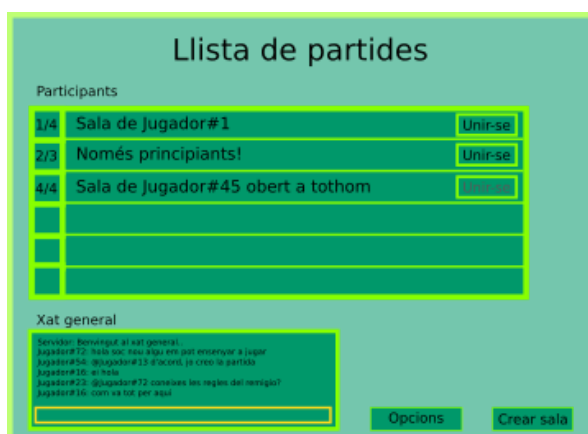 Llista de partides
Participants
1/4 Sala de Jugador#1 Unir-se
2/3 Només principiants! Unir-se
4/4 Sala de Jugador#45 obert a tothom Unir-se
Xat general
Servidor: Benvingut al xat general.
Jugador#72: hola soc nou algu em pot ensenyar a jugar
Jugador#54: @jugador#13 d'acord, jo creo la partida
Jugador#16: ei hola
Jugador#23: @jugador#72 coneixes les regles del remigio?
Jugador#16: com va tot per aqui
Opcions Crear sala